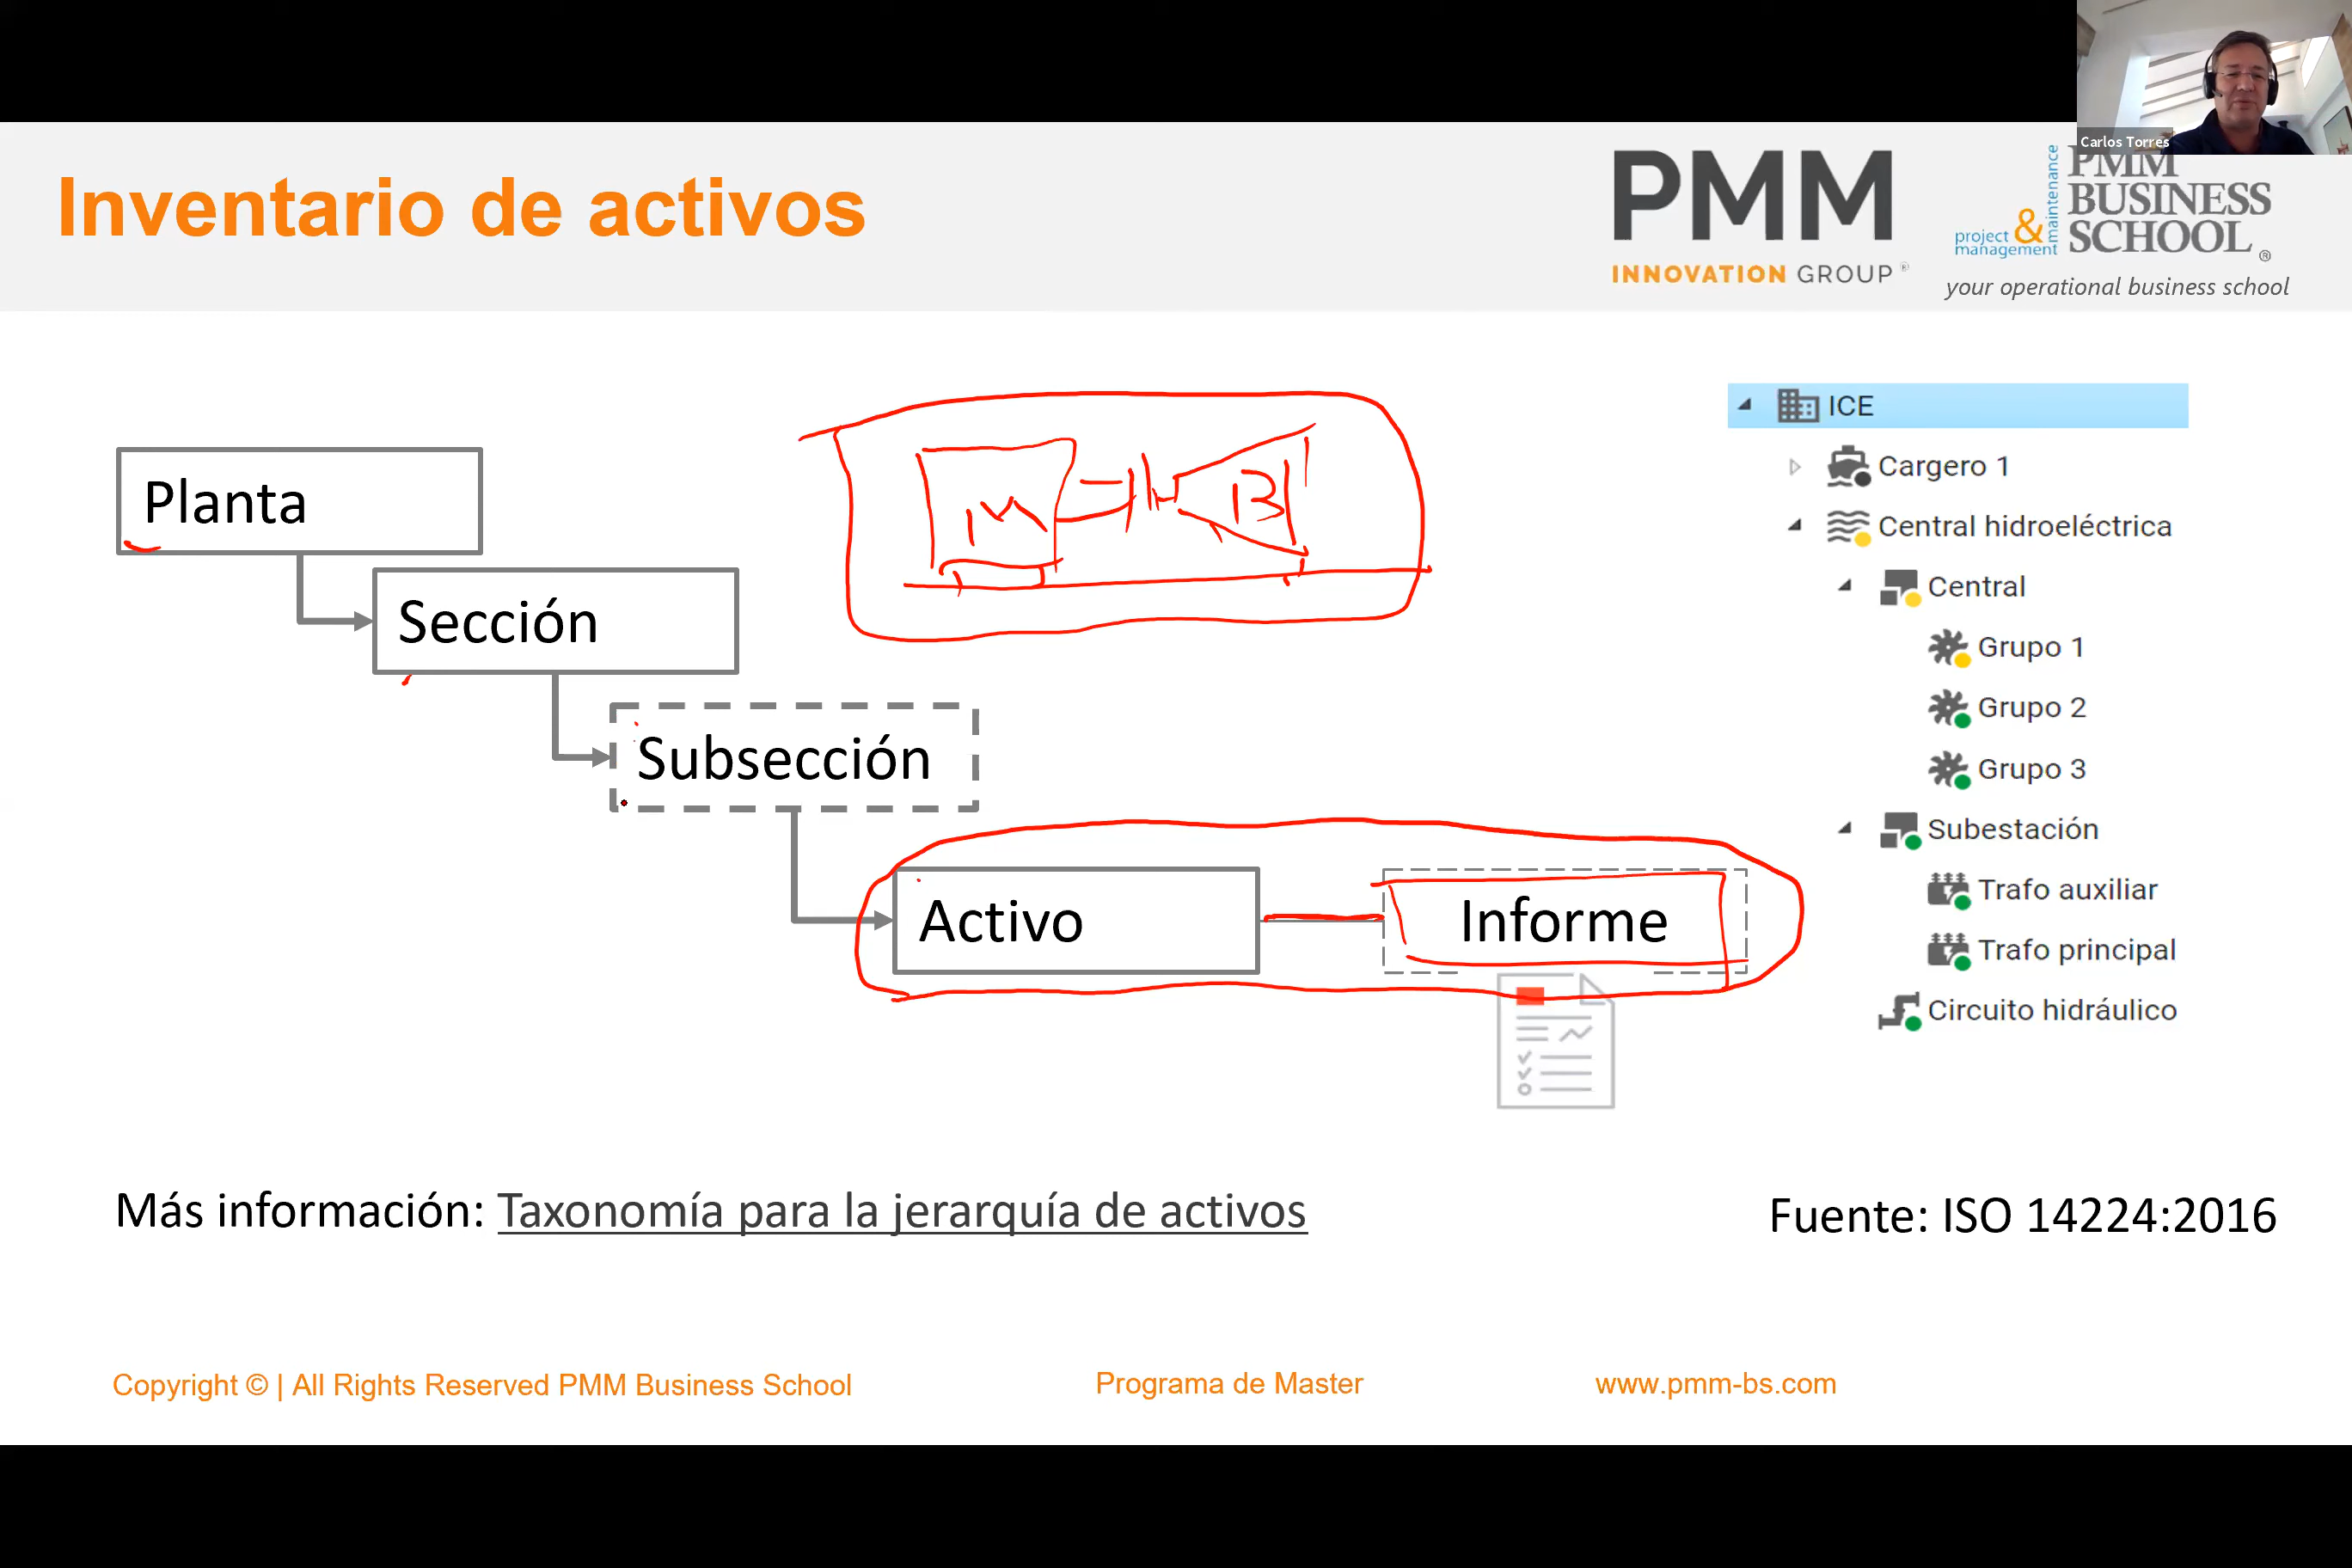 Carlos Torres
Inventario de activos
PMM
INNOVATION GROUP ®
project & management maintenance
PMM
BUSINESS
SCHOOL ®
your operational business school
Planta
Sección
Subsección
Activo
Informe
M
B
ICE
Cargero 1
Central hidroeléctrica
Central
Grupo 1
Grupo 2
Grupo 3
Subestación
Trafo auxiliar
Trafo principal
Circuito hidráulico
Más información: Taxonomía para la jerarquía de activos
Fuente: ISO 14224:2016
Copyright © | All Rights Reserved PMM Business School
Programa de Master
www.pmm-bs.com